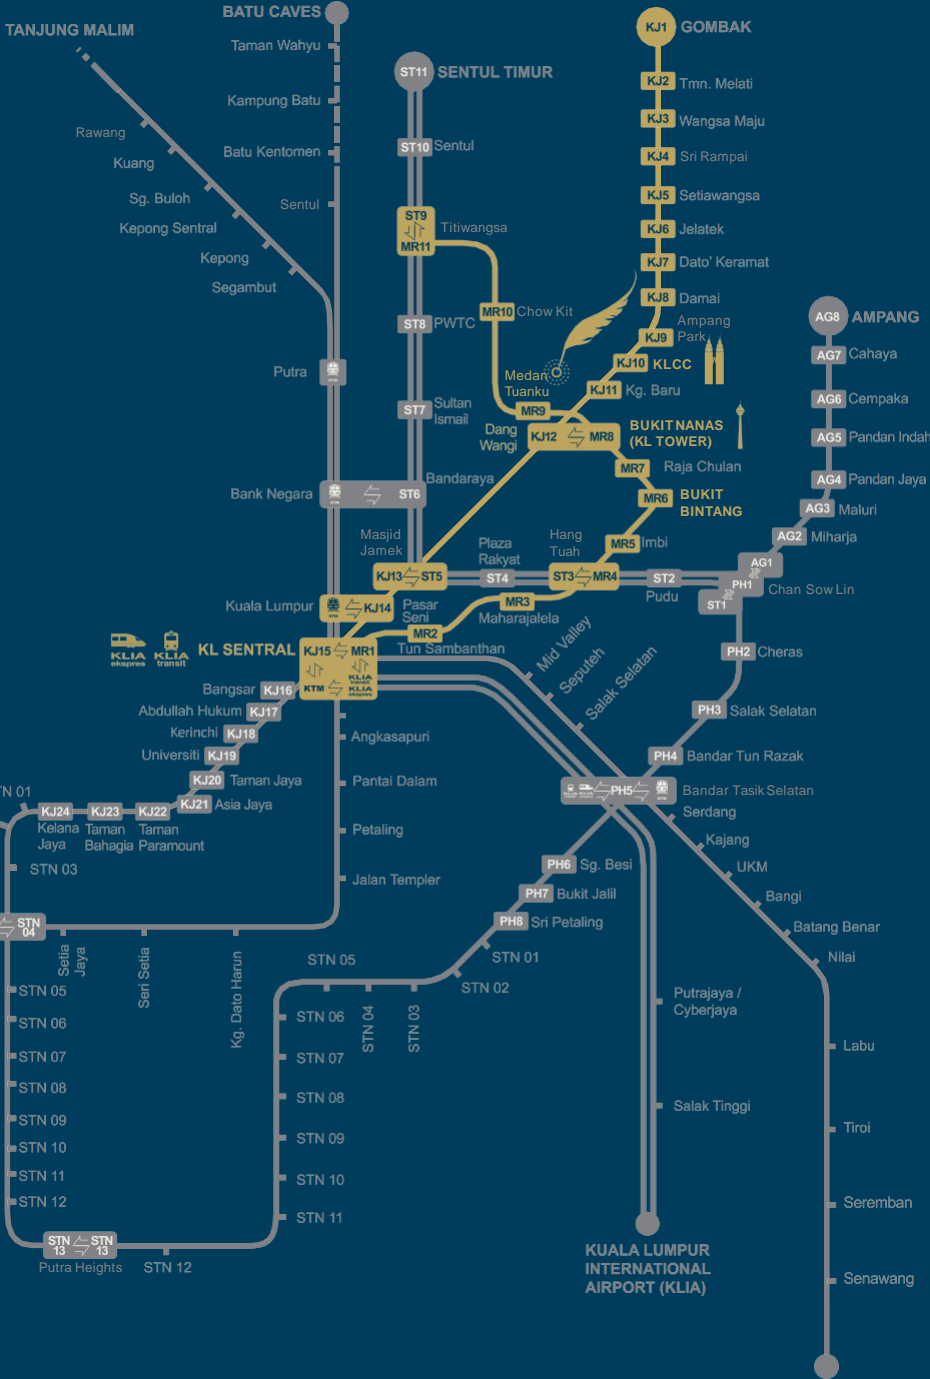 BATU CAVES
TANJUNG MALIM
KJ1
GOMBAK
Taman Wahyu
ST11
SENTUL TIMUR
KJ2
Tmn. Melati
Kampung Batu
KJ3
Wangsa Maju
Rawang
ST10
Sentul
Batu Kentomen
KJ4
Sri Rampai
Kuang
Sg. Buloh
KJ5
Setiawangsa
Sentul
ST9
MR11
Titiwangsa
Kepong Sentral
KJ6
Jelatek
Kepong
KJ7
Dato' Keramat
Segambut
KJ8
Damai
MR10
Chow Kit
ST8
PWTC
Ampang
Park
KJ9
AG8
AMPANG
Putra
KJ10
KLCC
AG7
Cahaya
Medan
Tuanku
KJ11
Kg. Baru
AG6
Cempaka
ST7
Sultan
Ismail
MR9
Dang
Wangi
KJ12
MR8
BUKIT NANAS
(KL TOWER)
AG5
Pandan Indah
MR7
Raja Chulan
Bandaraya
Bank Negara
ST6
MR6
BUKIT
BINTANG
AG4
Pandan Jaya
AG3
Maluri
Masjid
Jamek
Plaza
Rakyat
Hang
Tuah
MR5
Imbi
AG2
Miharja
KJ13
ST5
ST4
ST3
MR4
ST2
Pudu
AG1
PH1
ST1
Chan Sow Lin
Kuala Lumpur
KJ14
Pasar
Seni
MR3
Maharajalela
MR2
Tun Sambanthan
KLIA
ekspres
KLIA
transit
KL SENTRAL
KJ15
MR1
KTM
KLIA
transit
KLIA
ekspres
Mid Valley
Seputeh
Salak Selatan
PH2
Cheras
Bangsar
KJ16
Abdullah Hukum
KJ17
PH3
Salak Selatan
Kerinchi
KJ18
Angkasapuri
Universiti
KJ19
PH4
Bandar Tun Razak
KJ20
Taman Jaya
Pantai Dalam
PH5
Bandar Tasik Selatan
KJ21
Asia Jaya
N 01
KJ24
KJ23
KJ22
Kelana
Jaya
Taman
Bahagia
Taman
Paramount
Petaling
Serdang
Kajang
STN 03
Jalan Templer
PH6
Sg. Besi
UKM
PH7
Bukit Jalil
Bangi
STN
04
PH8
Sri Petaling
Batang Benar
Setia
Jaya
Seri Setia
Kg. Dato Harun
STN 01
Nilai
STN 05
STN 02
STN 05
STN 04
STN 03
Putrajaya /
Cyberjaya
STN 06
STN 06
STN 07
STN 07
Labu
STN 08
STN 08
Salak Tinggi
STN 09
STN 09
Tiroi
STN 10
STN 11
STN 10
STN 12
STN 11
Seremban
STN
13
STN
13
Putra Heights
STN 12
KUALA LUMPUR
INTERNATIONAL
AIRPORT (KLIA)
Senawang